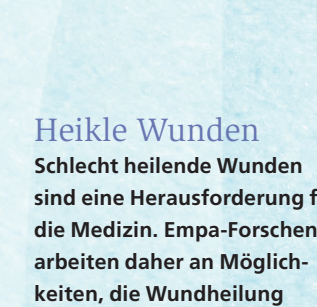 Heikle Wunden
Schlecht heilende Wunden
sind eine Herausforderung f
die Medizin. Empa-Forschen
arbeiten daher an Möglich-
keiten, die Wundheilung